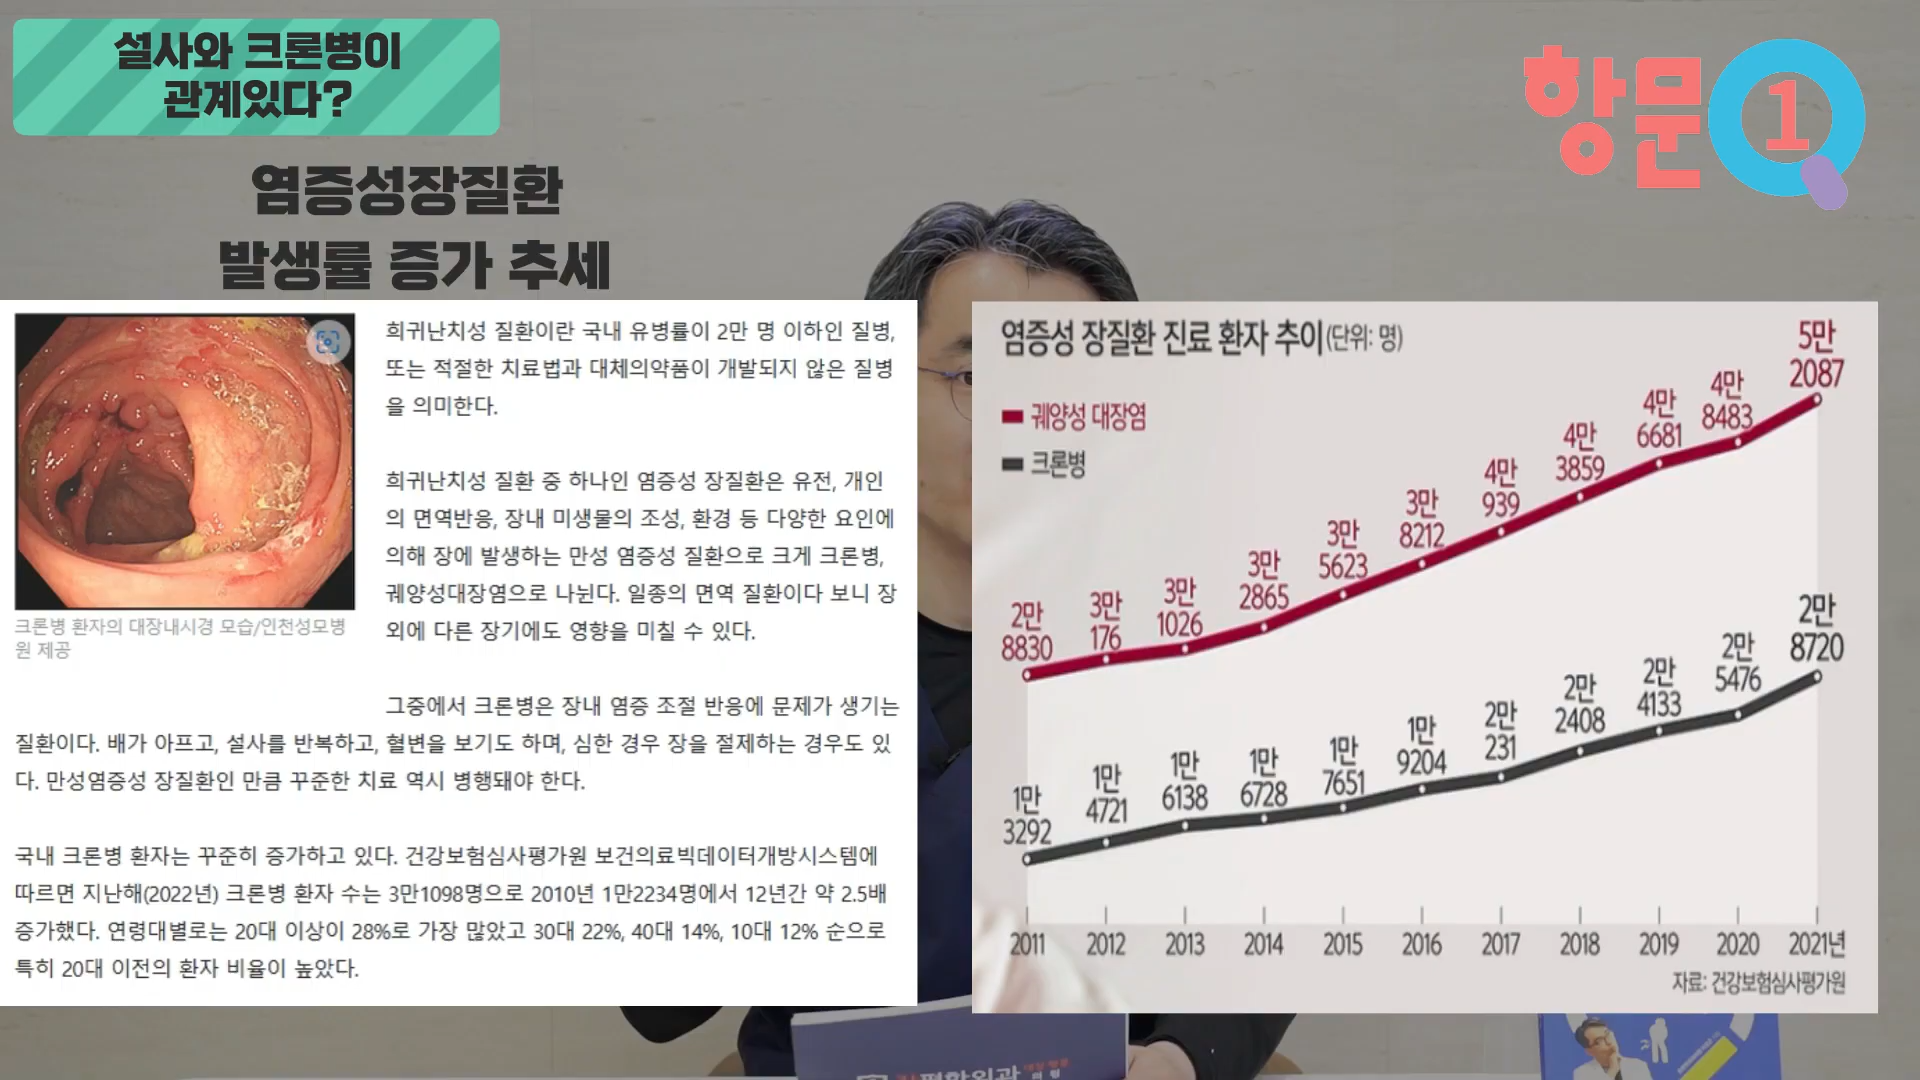 설사와 크론병이
관계있다?
항문
1
염증성장질환
발생률 증가 추세
희귀난치성 질환이란 국내 유병률이 2만 명 이하인 질병,
또는 적절한 치료법과 대체의약품이 개발되지 않은 질병
을 의미한다.
희귀난치성 질환 중 하나인 염증성 장질환은 유전, 개인
의 면역반응, 장내 미생물의 조성, 환경 등 다양한 요인에
의해 장에 발생하는 만성 염증성 질환으로 크게 크론병,
궤양성대장염으로 나뉜다. 일종의 면역 질환이다 보니 장
외에 다른 장기에도 영향을 미칠 수 있다.
크론병 환자의 대장내시경 모습/인천성모병
원 제공
그중에서 크론병은 장내 염증 조절 반응에 문제가 생기는
질환이다. 배가 아프고, 설사를 반복하고, 혈변을 보기도 하며, 심한 경우 장을 절제하는 경우도 있
다. 만성염증성 장질환인 만큼 꾸준한 치료 역시 병행돼야 한다.
국내 크론병 환자는 꾸준히 증가하고 있다. 건강보험심사평가원 보건의료빅데이터개방시스템에
따르면 지난해(2022년) 크론병 환자 수는 3만1098명으로 2010년 1만2234명에서 12년간 약 2.5배
증가했다. 연령대별로는 20대 이상이 28%로 가장 많았고 30대 22%, 40대 14%, 10대 12% 순으로
특히 20대 이전의 환자 비율이 높았다.
염증성 장질환 진료 환자 추이(단위: 명)
궤양성 대장염
크론병
2만
8830
3만
176
3만
1026
3만
2865
3만
5623
3만
8212
4만
939
4만
3859
4만
6681
4만
8483
5만
2087
1만
3292
1만
4721
1만
6138
1만
6728
1만
7651
1만
9204
2만
231
2만
2408
2만
4133
2만
5476
2만
8720
2011 2012 2013 2014 2015 2016 2017 2018 2019 2020 2021년
자료: 건강보험심사평가원